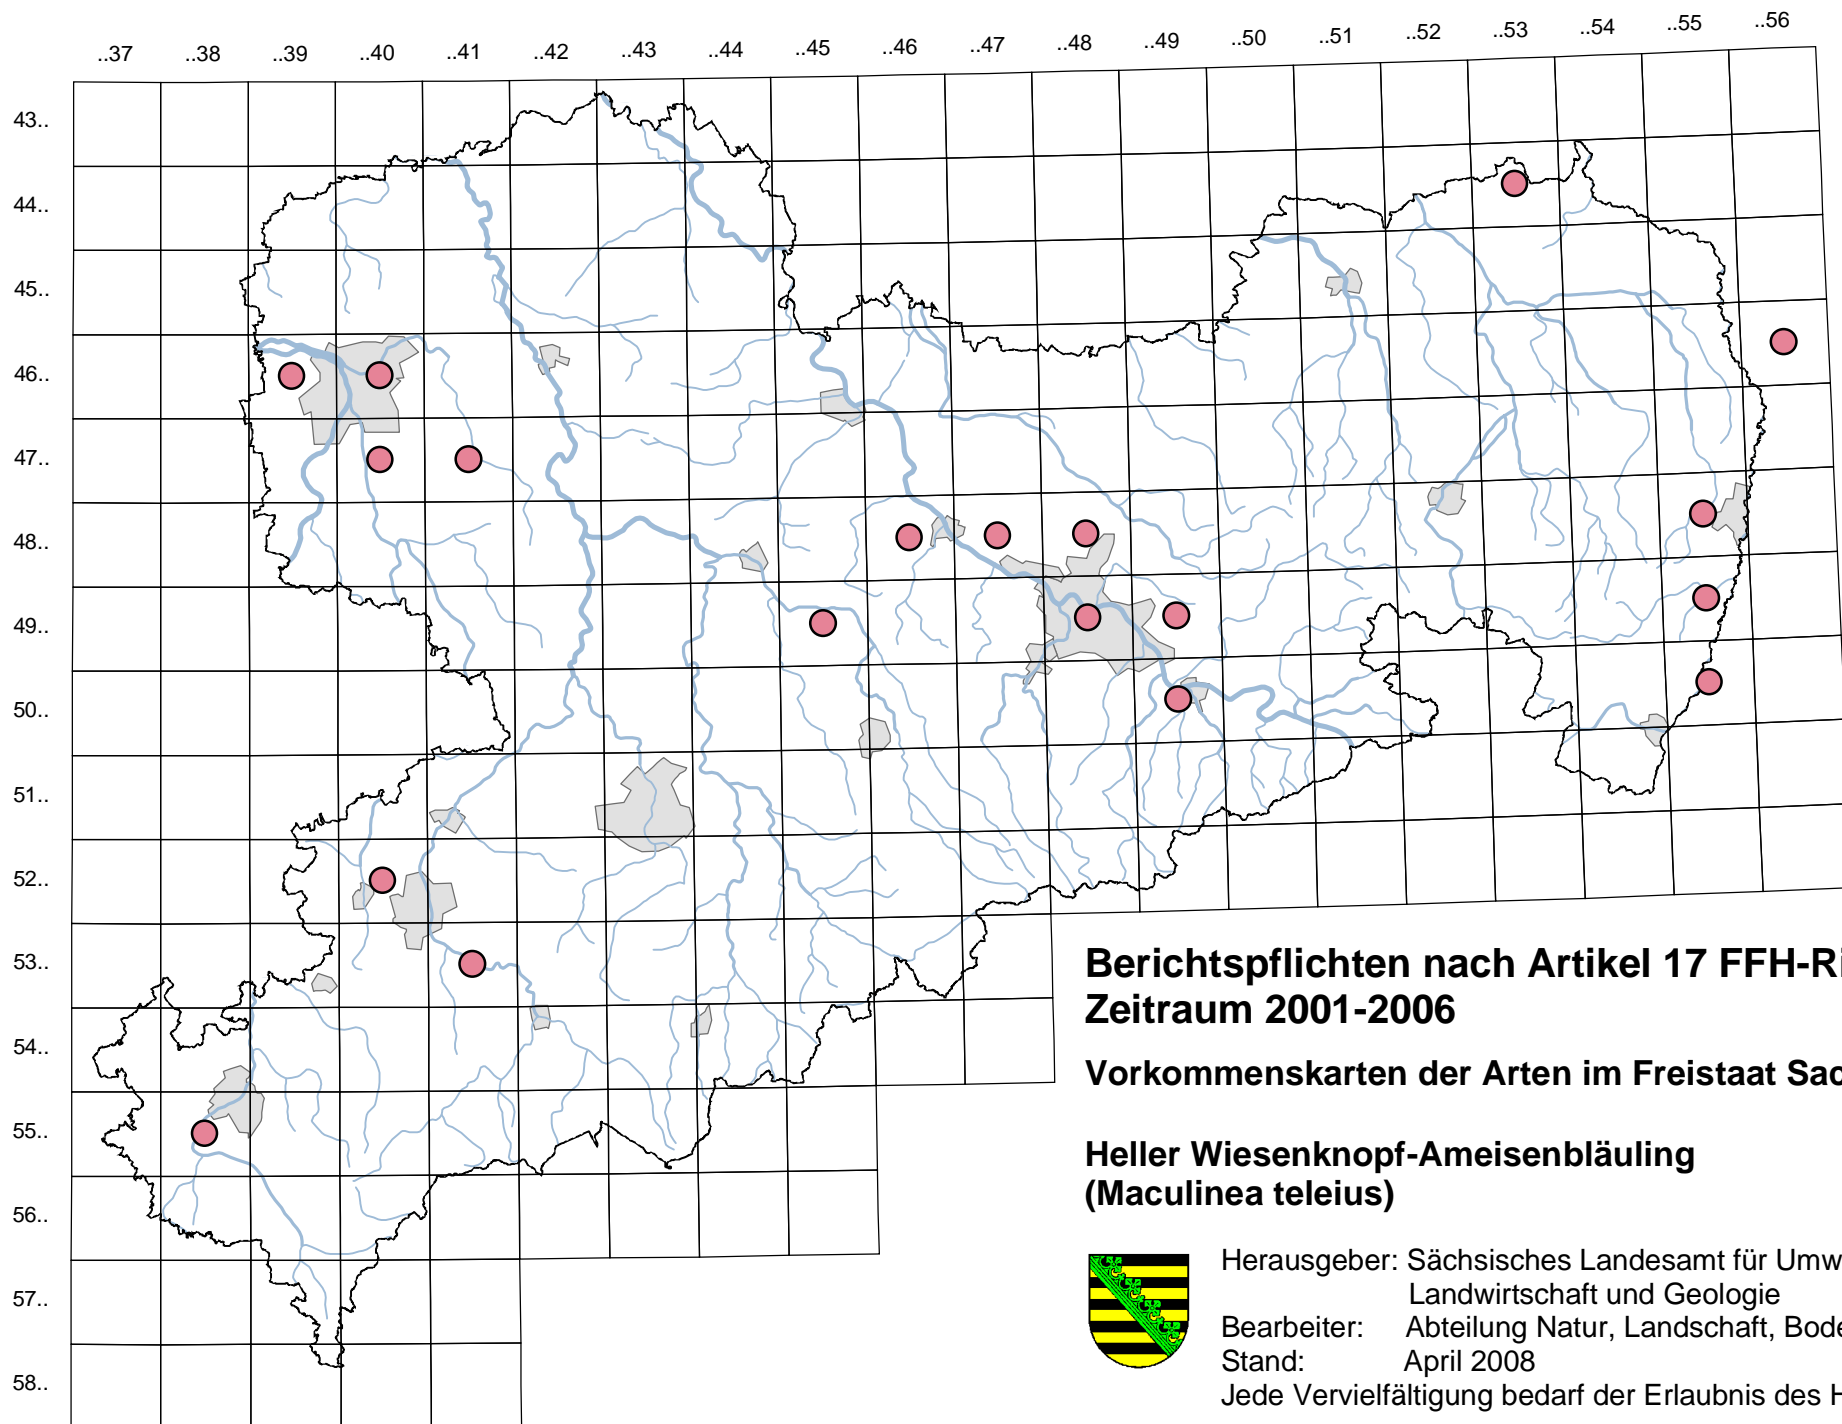 ..37 ..38 ..39 ..40 ..41 ..42 ..43 ..44 ..45 ..46 ..47 ..48 ..49 ..50 ..51 ..52 ..53 ..54 ..55 ..56
43..
44..
45..
46..
47..
48..
49..
50..
51..
52..
53..
54..
55..
56..
57..
58..
Berichtspflichten nach Artikel 17 FFH-Ri
Zeitraum 2001-2006
Vorkommenskarten der Arten im Freistaat Sac
Heller Wiesenknopf-Ameisenbläuling
(Maculinea teleius)
Herausgeber: Sächsisches Landesamt für Umw
Landwirtschaft und Geologie
Bearbeiter: Abteilung Natur, Landschaft, Bode
Stand: April 2008
Jede Vervielfältigung bedarf der Erlaubnis des H